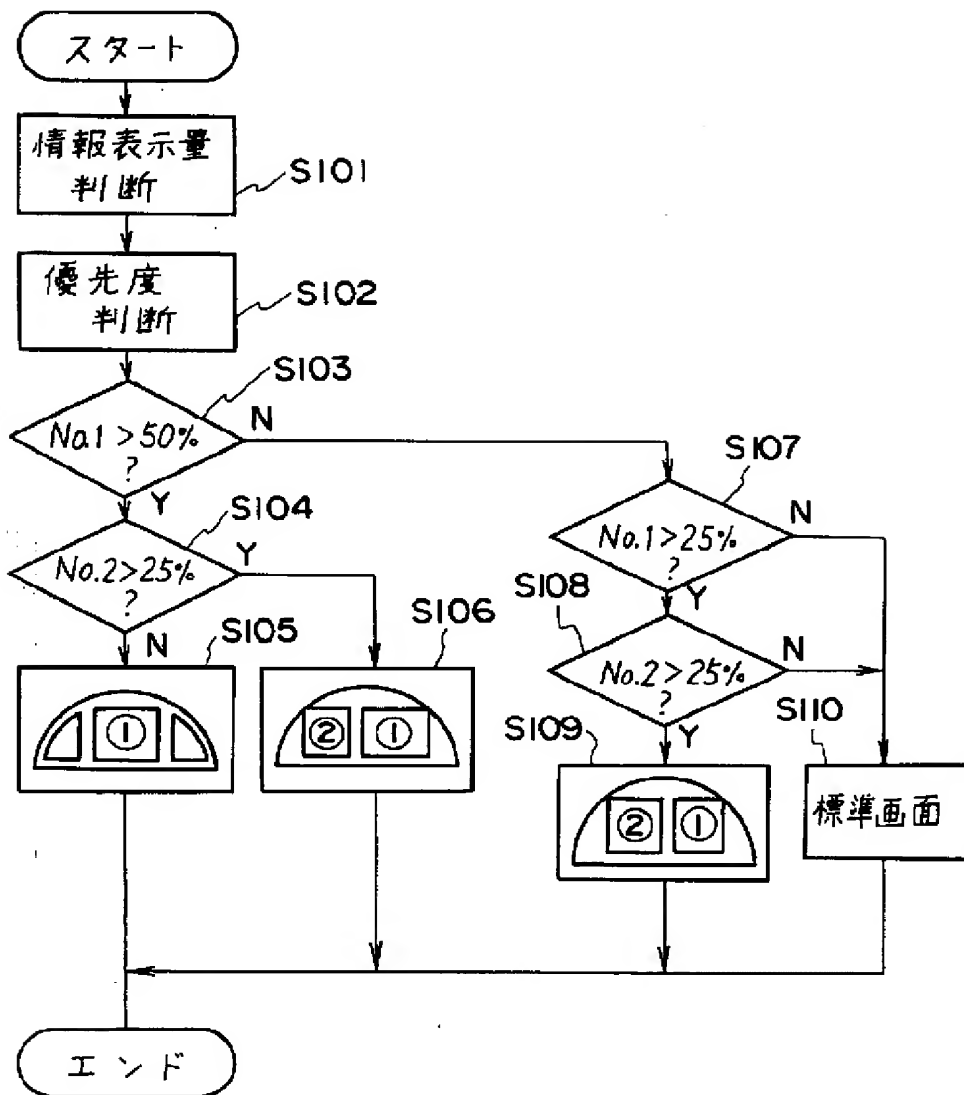 スタート
情報表示量
判断
S101
優先度
判断
S102
S103
No.1>50%
?
N
Y
S107
No.1>25%
?
N
Y
S104
No.2>25%
?
Y
N
S108
No.2>25%
?
N
Y
S105
①
S106
② ①
S109
② ①
S110
標準画面
エンド